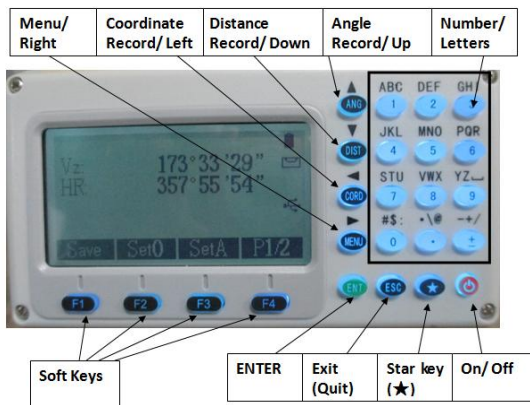 Menu/
Right
Coordinate
Record/ Left
Distance
Record/ Down
Angle
Record/ Up
Number/
Letters
ABC DEF GHI
ANG 1 2 3
JKL MNO PQR
DIST 4 5 6
STU VWX YZ
CORD 7 8 9
#$: •\@ -+/
MENU 0 . ±
ENT ESC ★
Vz: 173°33'29"
HR: 357°55'54"
Save Set0 SetA P1/2
F1 F2 F3 F4
Soft Keys
ENTER
Exit
(Quit)
Star key
(★)
On/ Off